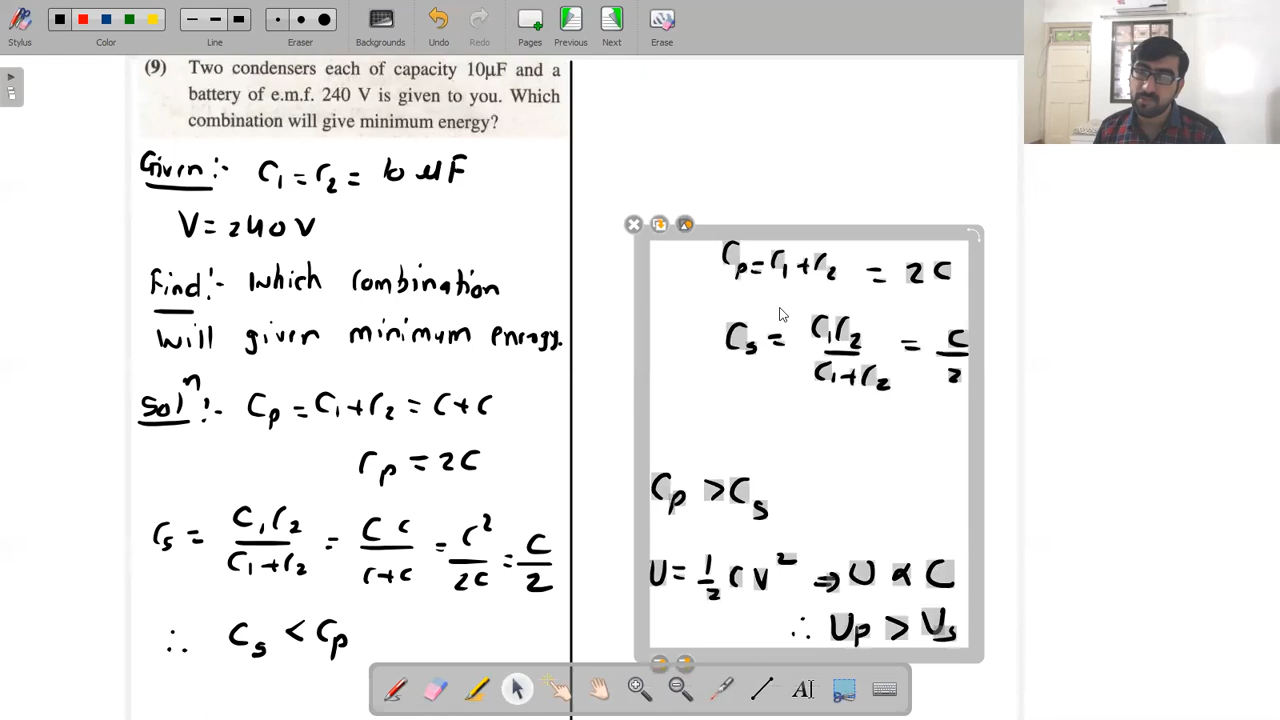 Stylus
Color
Line
Eraser
Backgrounds
Undo
Redo
Pages
Previous
Next
Erase
(9) Two condensers each of capacity 10μF and a
battery of e.m.f. 240 V is given to you. Which
combination will give minimum energy?
Given:- C₁ = C₂ = 10 μF
V = 240 V
Find:- Which combination
will given minimum energy.
Solⁿ:- Cp = C₁ + C₂ = C + C
Cp = 2C
Cs = C₁C₂/(C₁+C₂) = C C/(C+C) = C²/2C = C/2
∴ Cs < Cp
Cp = C₁ + C₂ = 2C
Cs = C₁C₂/(C₁+C₂) = C/2
Cp > Cs
U = 1/2 C V² ⇒ U ∝ C
∴ Up > Us